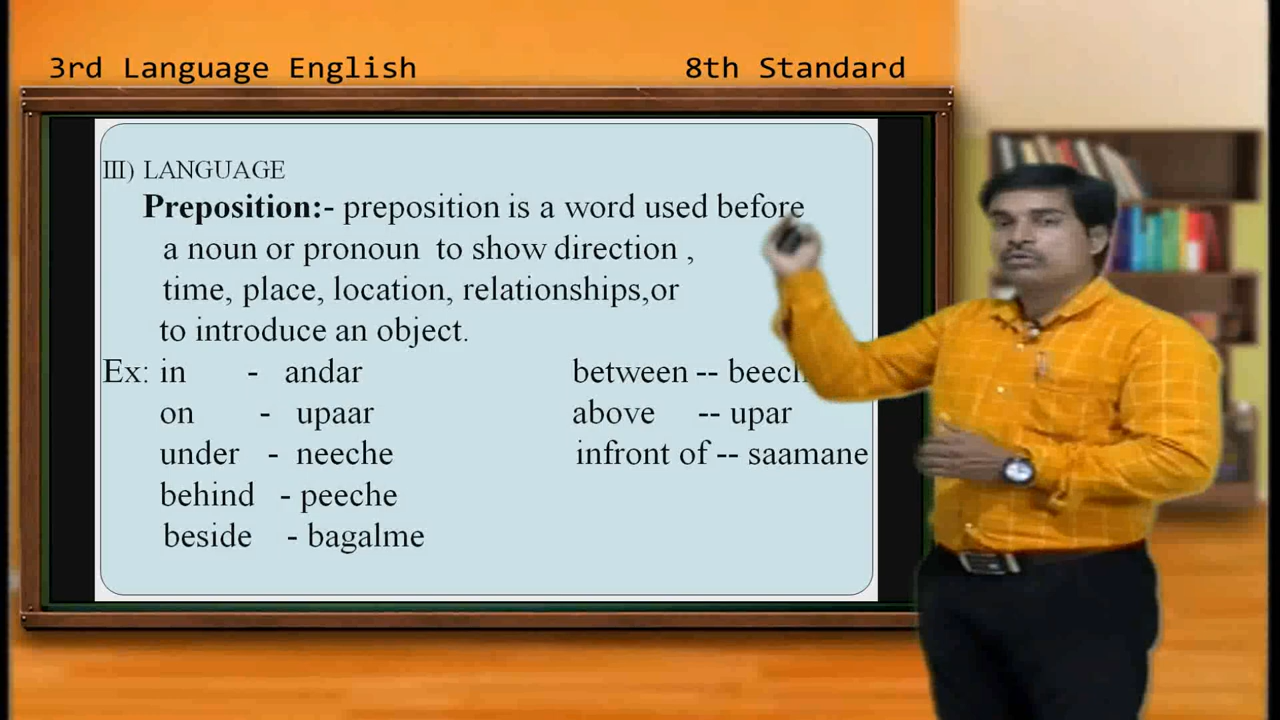 3rd Language English 8th Standard
III) LANGUAGE
Preposition:- preposition is a word used before
a noun or pronoun to show direction ,
time, place, location, relationships,or
to introduce an object.
Ex: in - andar between --
on - upaar above -- upar
under - neeche infront of -- saamane
behind - peeche
beside - bagalme